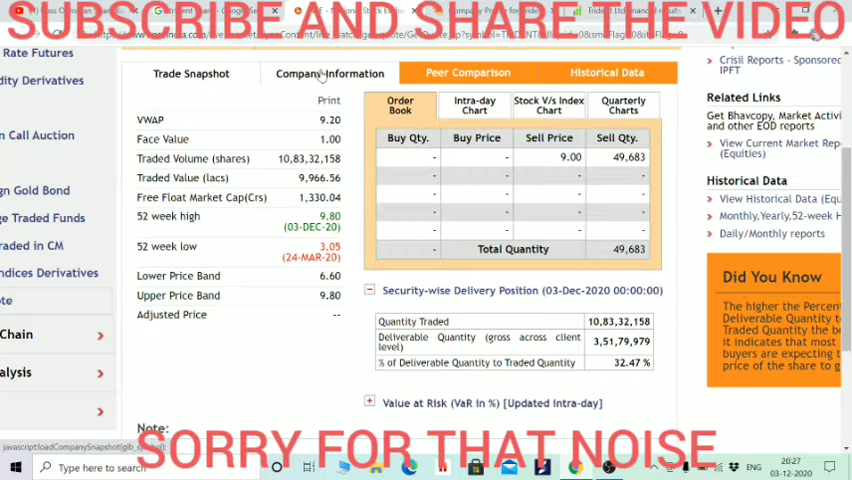 SUBSCRIBE AND SHARE THE VIDEO
Rate Futures
dity Derivatives
n Call Auction
gn Gold Bond
ge Traded Funds
raded in CM
ndices Derivatives
ote
Chain
alysis
Trade Snapshot
Company Information
Peer Comparison
Historical Data
Print
VWAP 9.20
Face Value 1.00
Traded Volume (shares) 10,83,32,158
Traded Value (lacs) 9,966.56
Free Float Market Cap(Crs) 1,330.04
52 week high 9.80
(03-DEC-20)
52 week low 3.05
(24-MAR-20)
Lower Price Band 6.60
Upper Price Band 9.80
Adjusted Price --
Note:
Order Book
Intra-day Chart
Stock V/s Index Chart
Quarterly Charts
Buy Qty. Buy Price Sell Price Sell Qty.
- - 9.00 49,683
- - - -
- - - -
- - - -
- - - -
- Total Quantity 49,683
Security-wise Delivery Position (03-Dec-2020 00:00:00)
Quantity Traded 10,83,32,158
Deliverable Quantity (gross across client level) 3,51,79,979
% of Deliverable Quantity to Traded Quantity 32.47 %
Value at Risk (VaR in %) [Updated intra-day]
Crisil Reports - Sponsored
IPFT
Related Links
Get Bhavcopy, Market Activi
and other EOD reports
View Current Market Rep
(Equities)
Historical Data
View Historical Data (Equ
Monthly,Yearly,52-week H
Daily/Monthly reports
Did You Know
The higher the Percen
Deliverable Quantity to
Traded Quantity the be
it indicates that most
buyers are expecting t
price of the share to g
javascript:loadCompanySnapshot(glb_symbol);
SORRY FOR THAT NOISE
Type here to search
ENG
20:27
03-12-2020